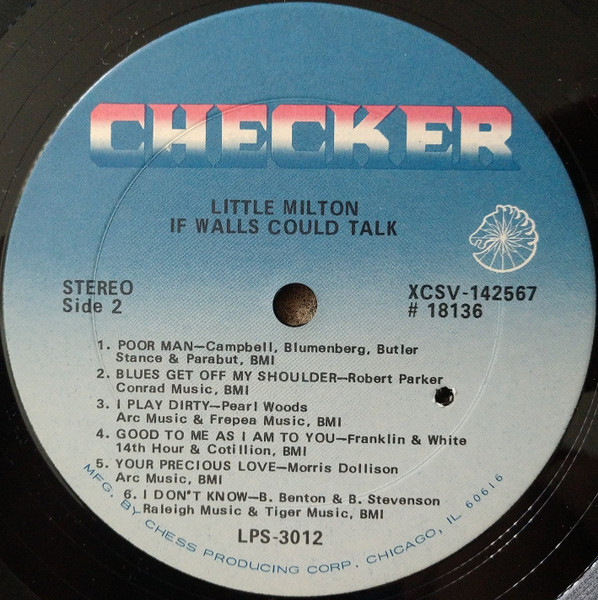 CHECKER
LITTLE MILTON
IF WALLS COULD TALK
STEREO
Side 2
XCSV-142567
# 18136
1. POOR MAN—Campbell, Blumenberg, Butler
Stance & Parabut, BMI
2. BLUES GET OFF MY SHOULDER—Robert Parker
Conrad Music, BMI
3. I PLAY DIRTY—Pearl Woods
Arc Music & Frepea Music, BMI
4. GOOD TO ME AS I AM TO YOU—Franklin & White
14th Hour & Cotillion, BMI
5. YOUR PRECIOUS LOVE—Morris Dollison
Arc Music, BMI
6. I DON'T KNOW—B. Benton & B. Stevenson
Raleigh Music & Tiger Music, BMI
LPS-3012
MFG. BY CHESS PRODUCING CORP. CHICAGO, IL 60616